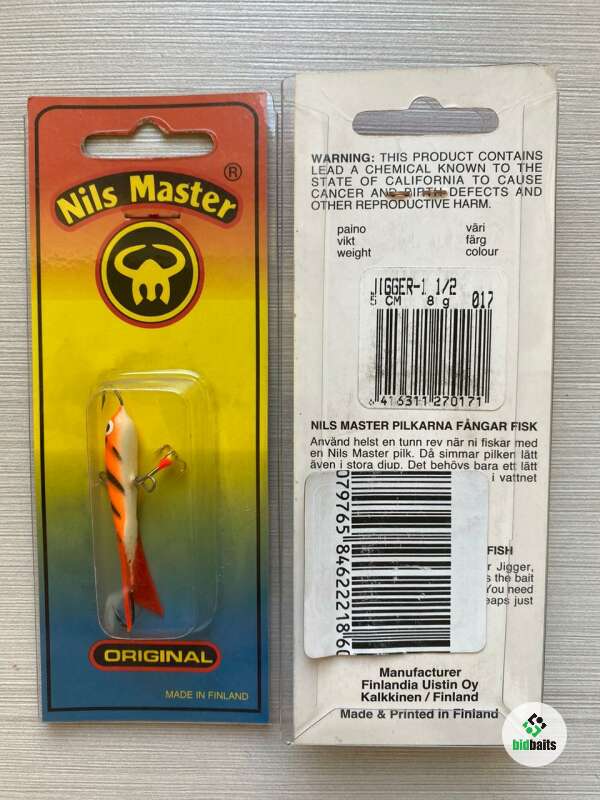 Nils Master ®
ORIGINAL
MADE IN FINLAND
WARNING: THIS PRODUCT CONTAINS
LEAD A CHEMICAL KNOWN TO THE
STATE OF CALIFORNIA TO CAUSE
CANCER AND BIRTH DEFECTS AND
OTHER REPRODUCTIVE HARM.
paino väri
vikt färg
weight colour
JIGGER-1 1/2
5 CM 8 g 017
6 416311 270171
NILS MASTER PILKARNA FÅNGAR FISK
Använd helst en tunn rev när ni fiskar med
en Nils Master pilk. Då simmar pilken lätt
även i stora djup. Det behövs bara ett lätt
i vattnet
FISH
r Jigger,
s the bait
You need
eaps just
079765 846222186
Manufacturer
Finlandia Uistin Oy
Kalkkinen / Finland
Made & Printed in Finland
bidbaits